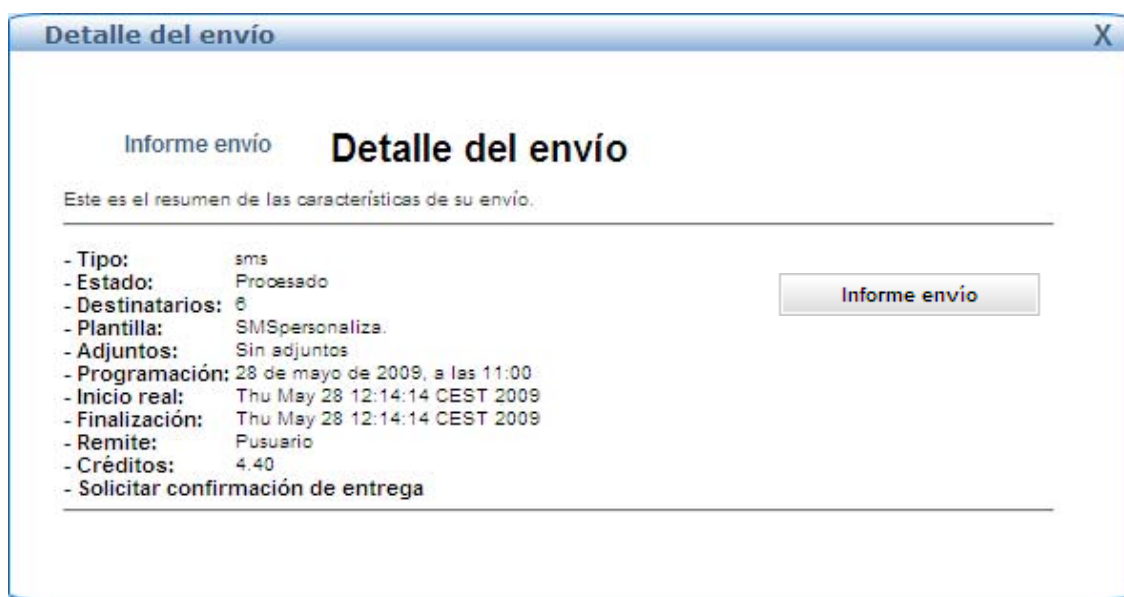 Detalle del envío X
Informe envío Detalle del envío
Este es el resumen de las características de su envío.
- Tipo: sms
- Estado: Procesado
Informe envío
- Destinatarios: 6
- Plantilla: SMSpersonaliza.
- Adjuntos: Sin adjuntos
- Programación: 28 de mayo de 2009, a las 11:00
- Inicio real: Thu May 28 12:14:14 CEST 2009
- Finalización: Thu May 28 12:14:14 CEST 2009
- Remite: Pusuario
- Créditos: 4.40
- Solicitar confirmación de entrega